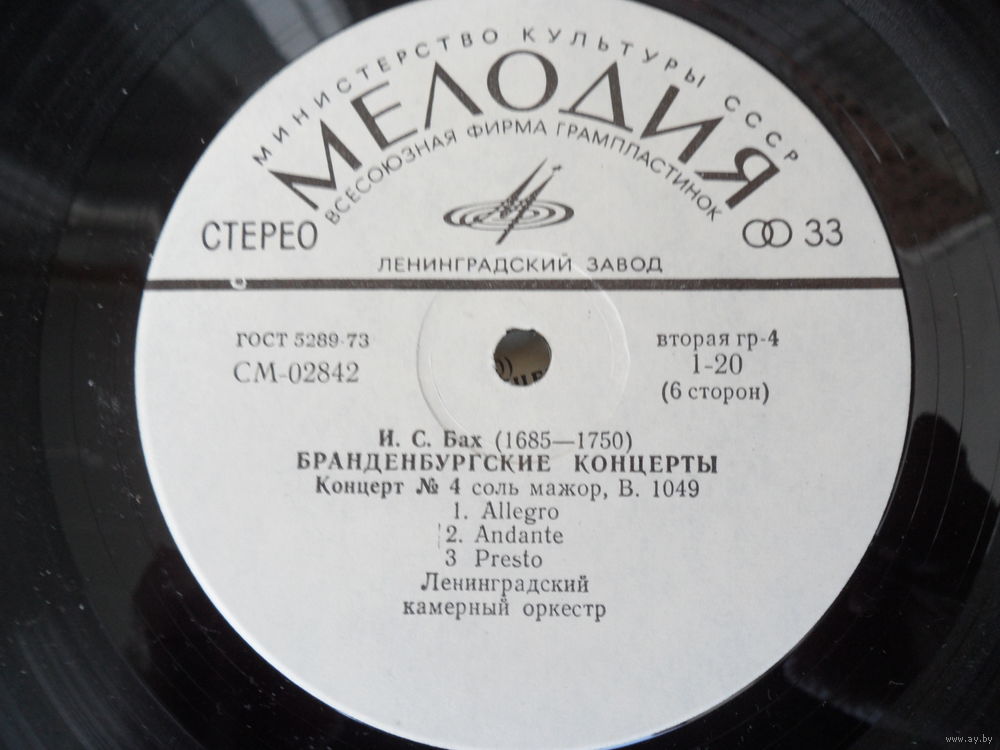 МИНИСТЕРСТВО КУЛЬТУРЫ СССР
МЕЛОДИЯ
ВСЕСОЮЗНАЯ ФИРМА ГРАМПЛАСТИНОК
СТЕРЕО
33
ЛЕНИНГРАДСКИЙ ЗАВОД
ГОСТ 5289-73
СМ-02842
вторая гр-4
1-20
(6 сторон)
И. С. Бах (1685—1750)
БРАНДЕНБУРГСКИЕ КОНЦЕРТЫ
Концерт № 4 соль мажор, В. 1049
1. Allegro
2. Andante
3 Presto
Ленинградский
камерный оркестр
www.ay.by